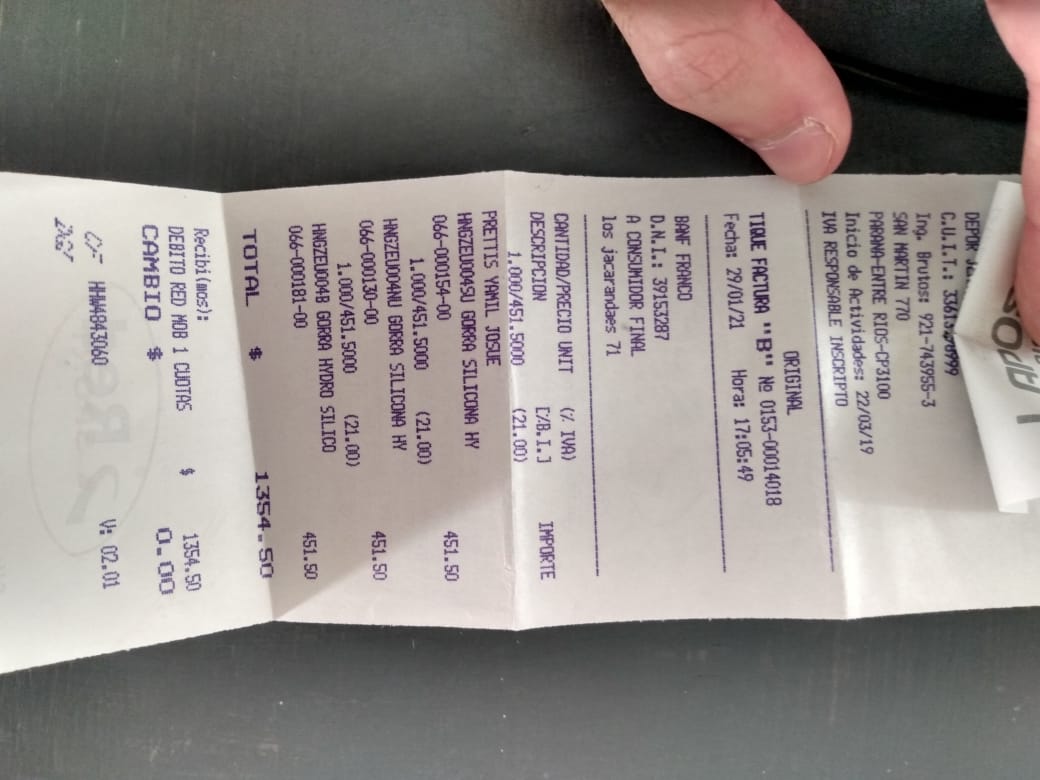 DEPOR
C.U.I.T.:
Ing. Brutos: 921-743955-3
SAN MARTIN 770
PARANA-ENTRE RIOS-CP3100
Inicio de Actividades: 22/03/19
IVA RESPONSABLE INSCRIPTO
ORIGINAL
TIQUE FACTURA "B" No 0153-00014018
Fecha: 29/01/21 Hora: 17:05:49
BANF FRANCO
D.N.I.: 39153287
A CONSUMIDOR FINAL
los jacarandaes 71
CANTIDAD/PRECIO UNIT (% IVA)
DESCRIPCION [%B.I.] IMPORTE
1.000/451.5000 (21.00)
PRETTIS YAMIL JOSUE
HNGZEU0045U GORRA SILICONA HY
066-000154-00 451.50
1.000/451.5000 (21.00)
HNGZEU004NU GORRA SILICONA HY
066-000130-00 451.50
1.000/451.5000 (21.00)
HNGZEU004B GORRA HYDRO SILICO
066-000181-00 451.50
TOTAL $ 1354.50
Recibi(mos):
DEBITO RED MOB 1 CUOTAS $ 1354.50
CAMBIO $ 0.00
CF HHW4843060 V: 02.01